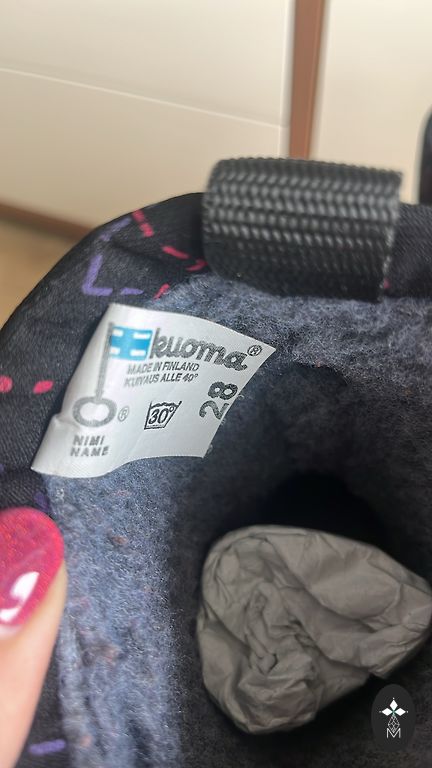 kuoma®
MADE IN FINLAND
KUIVAUS ALLE 40°
®
30°
28
NIMI
NAME
M